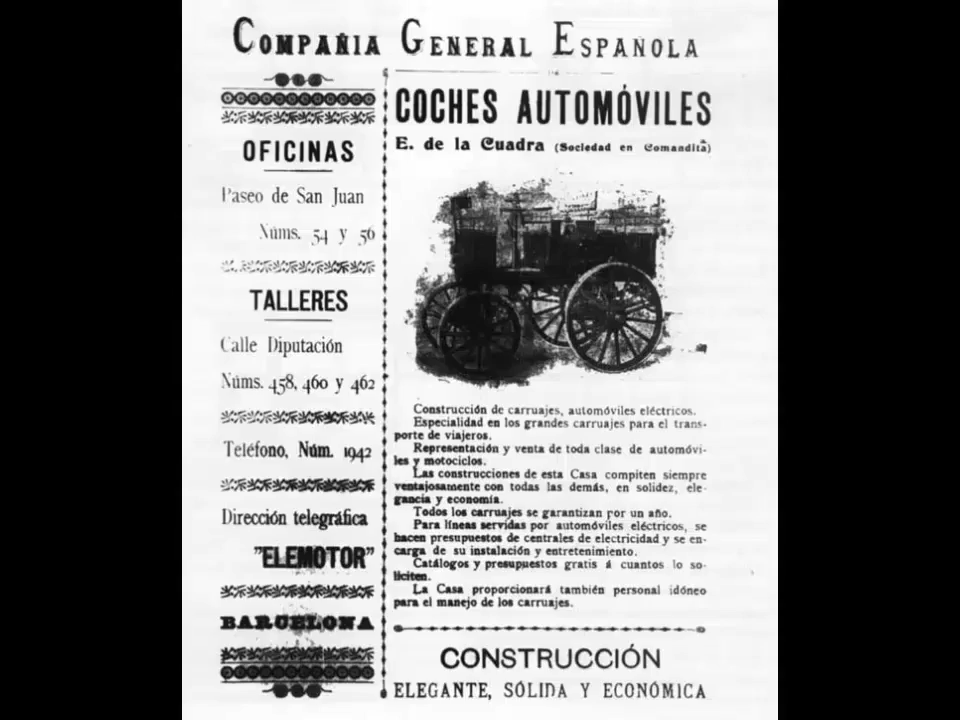 COMPAÑIA GENERAL ESPAÑOLA
OFICINAS
Paseo de San Juan
Núms. 54 y 56
TALLERES
Calle Diputación
Núms. 458, 460 y 462
Teléfono, Núm. 1942
Dirección telegráfica
"ELEMOTOR"
BARCELONA
COCHES AUTOMÓVILES
E. de la Cuadra (Sociedad en Comandita)
Construcción de carruajes, automóviles eléctricos.
Especialidad en los grandes carruajes para el trans-
porte de viajeros.
Representación y venta de toda clase de automóvi-
les y motociclos.
Las construcciones de esta Casa compiten siempre
ventajosamente con todas las demás, en solidez, ele-
gancia y economía.
Todos los carruajes se garantizan por un año.
Para líneas servidas por automóviles eléctricos, se
hacen presupuestos de centrales de electricidad y se en-
carga de su instalación y entretenimiento.
Catálogos y presupuestos gratis á cuantos lo so-
liciten.
La Casa proporcionará también personal idóneo
para el manejo de los carruajes.
CONSTRUCCIÓN
ELEGANTE, SÓLIDA Y ECONÓMICA